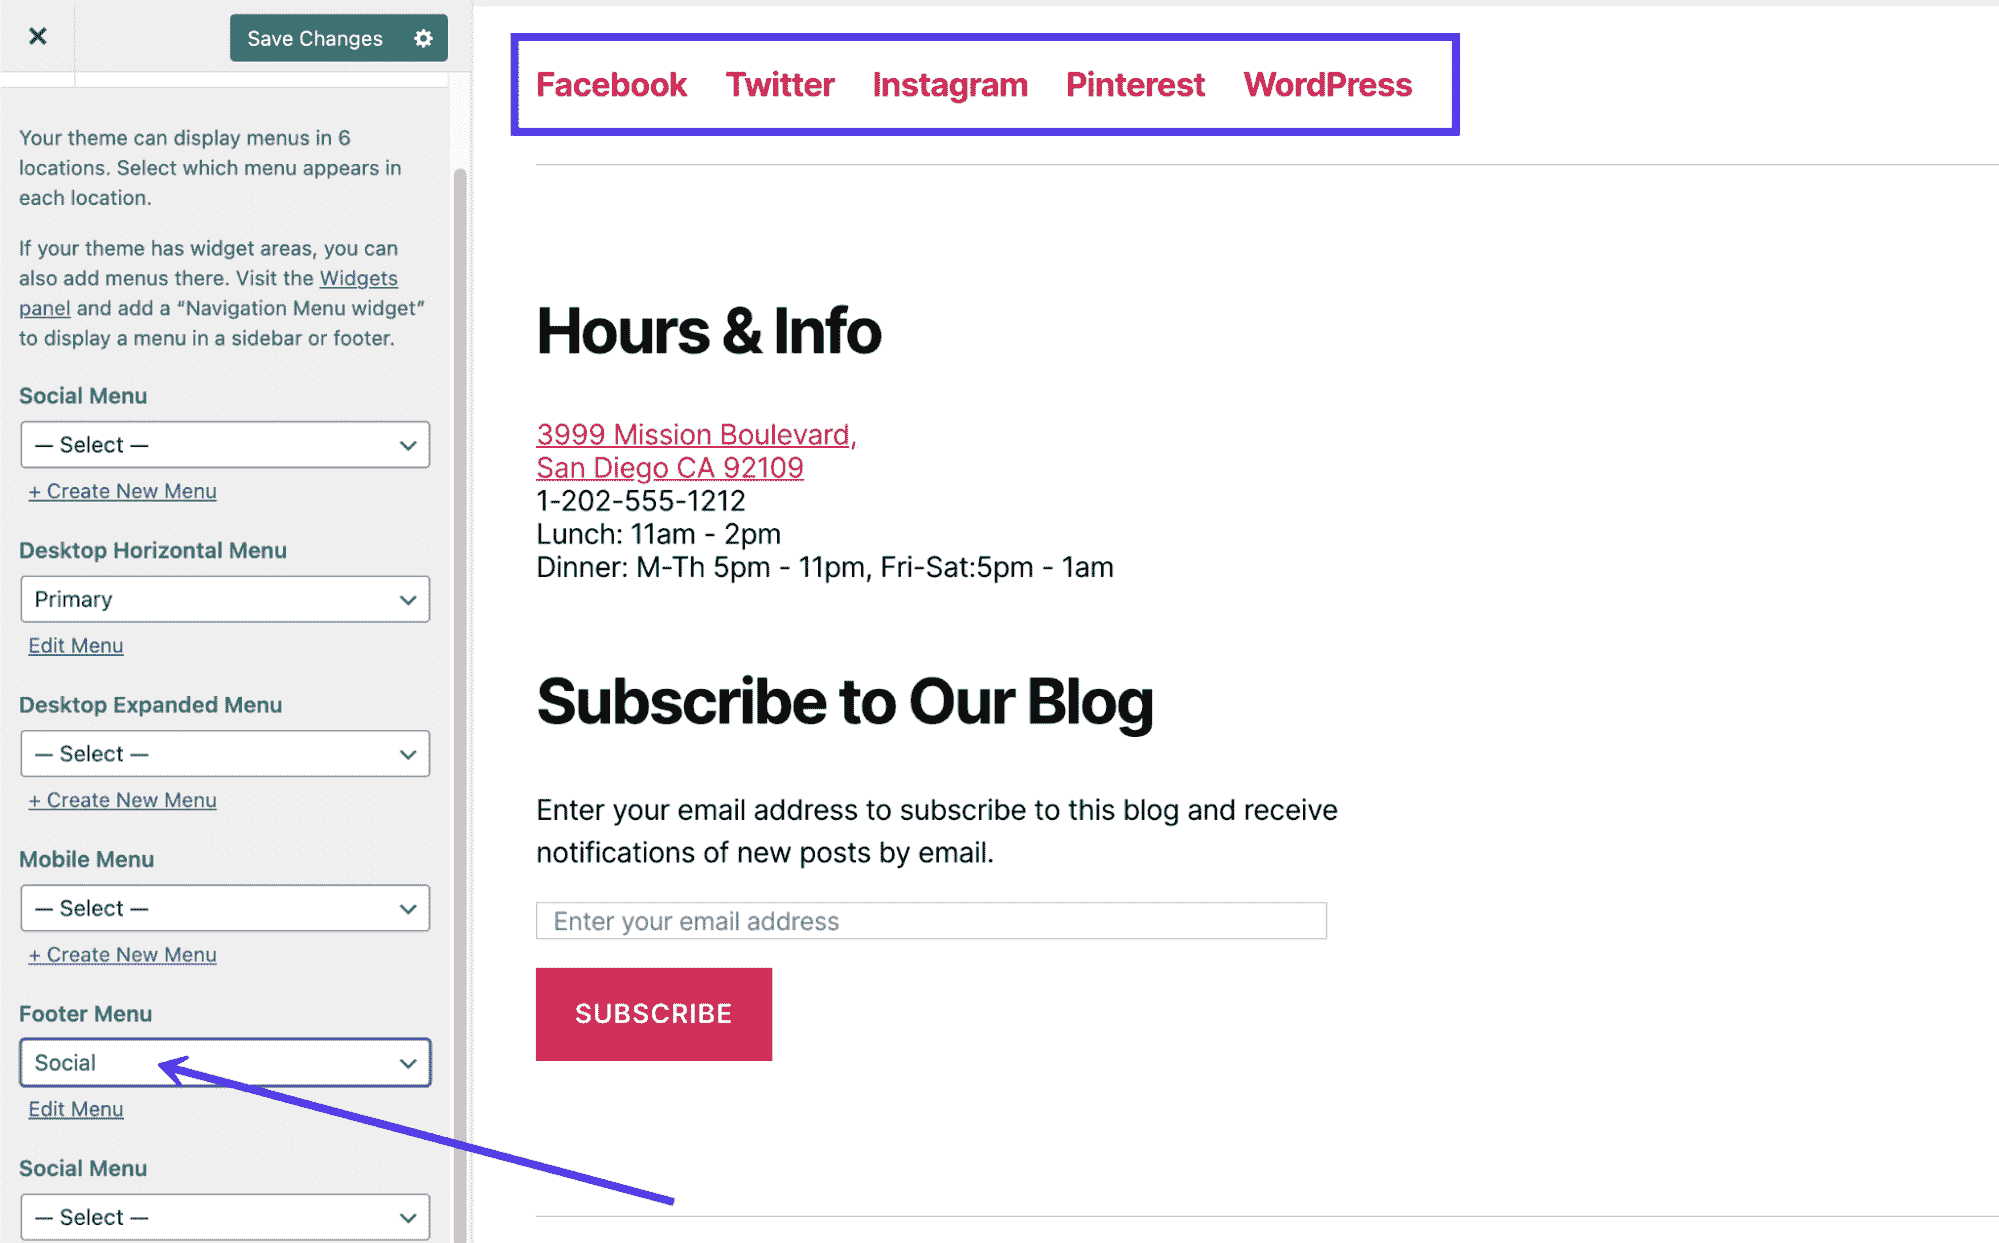 Save Changes
Your theme can display menus in 6
locations. Select which menu appears in
each location.
If your theme has widget areas, you can
also add menus there. Visit the Widgets
panel and add a “Navigation Menu widget”
to display a menu in a sidebar or footer.
Social Menu
— Select —
+ Create New Menu
Desktop Horizontal Menu
Primary
Edit Menu
Desktop Expanded Menu
— Select —
+ Create New Menu
Mobile Menu
— Select —
+ Create New Menu
Footer Menu
Social
Edit Menu
Social Menu
— Select —
Facebook Twitter Instagram Pinterest WordPress
Hours & Info
3999 Mission Boulevard,
San Diego CA 92109
1-202-555-1212
Lunch: 11am - 2pm
Dinner: M-Th 5pm - 11pm, Fri-Sat:5pm - 1am
Subscribe to Our Blog
Enter your email address to subscribe to this blog and receive
notifications of new posts by email.
Enter your email address
SUBSCRIBE